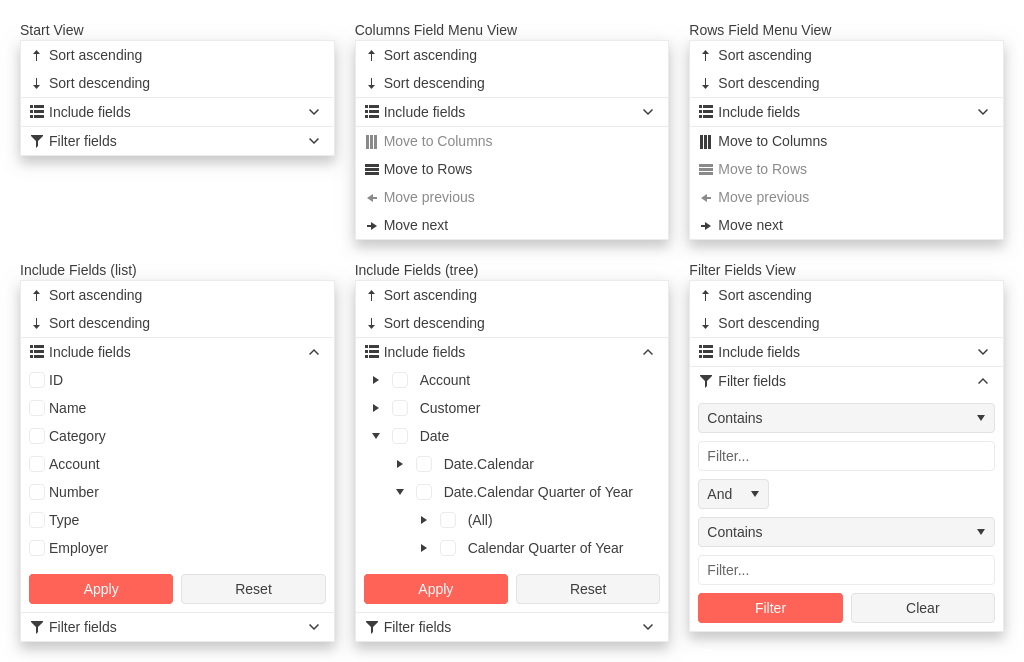 Start View
Sort ascending
Sort descending
Include fields
Filter fields
Columns Field Menu View
Sort ascending
Sort descending
Include fields
Move to Columns
Move to Rows
Move previous
Move next
Rows Field Menu View
Sort ascending
Sort descending
Include fields
Move to Columns
Move to Rows
Move previous
Move next
Include Fields (list)
Sort ascending
Sort descending
Include fields
ID
Name
Category
Account
Number
Type
Employer
Apply Reset
Filter fields
Include Fields (tree)
Sort ascending
Sort descending
Include fields
Account
Customer
Date
Date.Calendar
Date.Calendar Quarter of Year
(All)
Calendar Quarter of Year
Apply Reset
Filter fields
Filter Fields View
Sort ascending
Sort descending
Include fields
Filter fields
Contains
Filter...
And
Contains
Filter...
Filter Clear